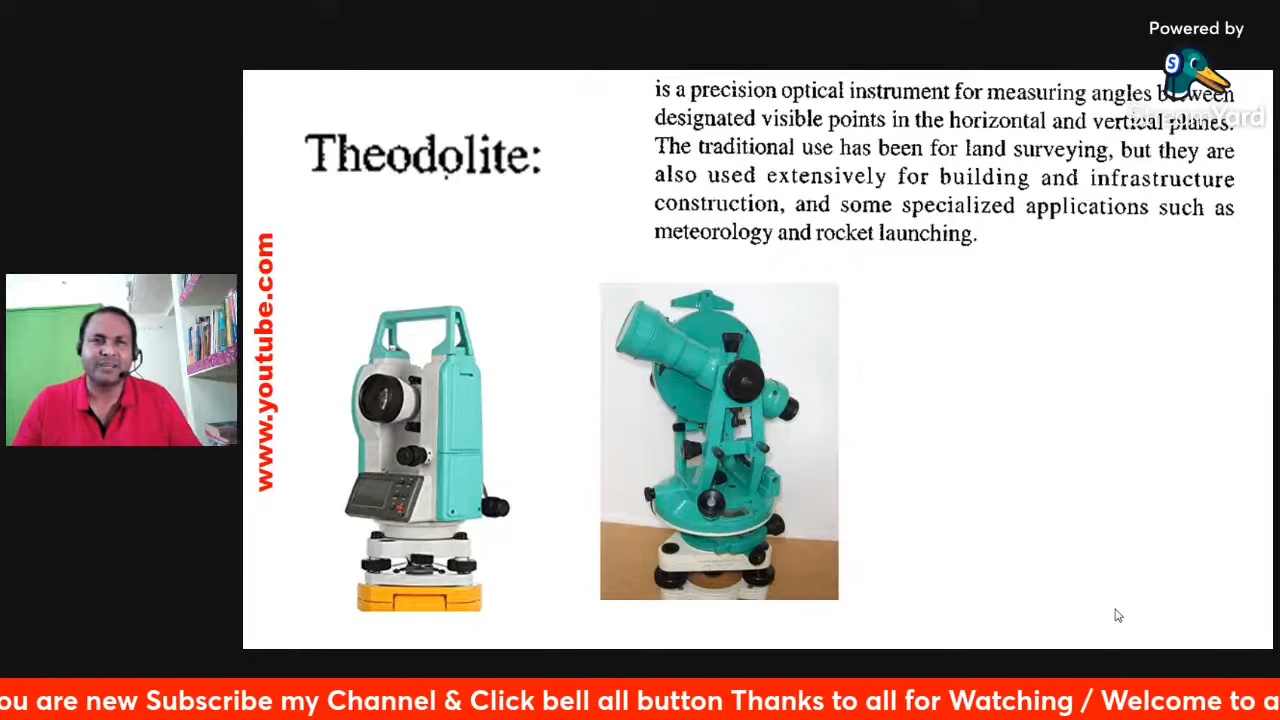 Powered by
StreamYard
is a precision optical instrument for measuring angles between
designated visible points in the horizontal and vertical planes.
The traditional use has been for land surveying, but they are
also used extensively for building and infrastructure
construction, and some specialized applications such as
meteorology and rocket launching.
Theodolite:
www.youtube.com
ou are new Subscribe my Channel & Click bell all button Thanks to all for Watching / Welcome to a